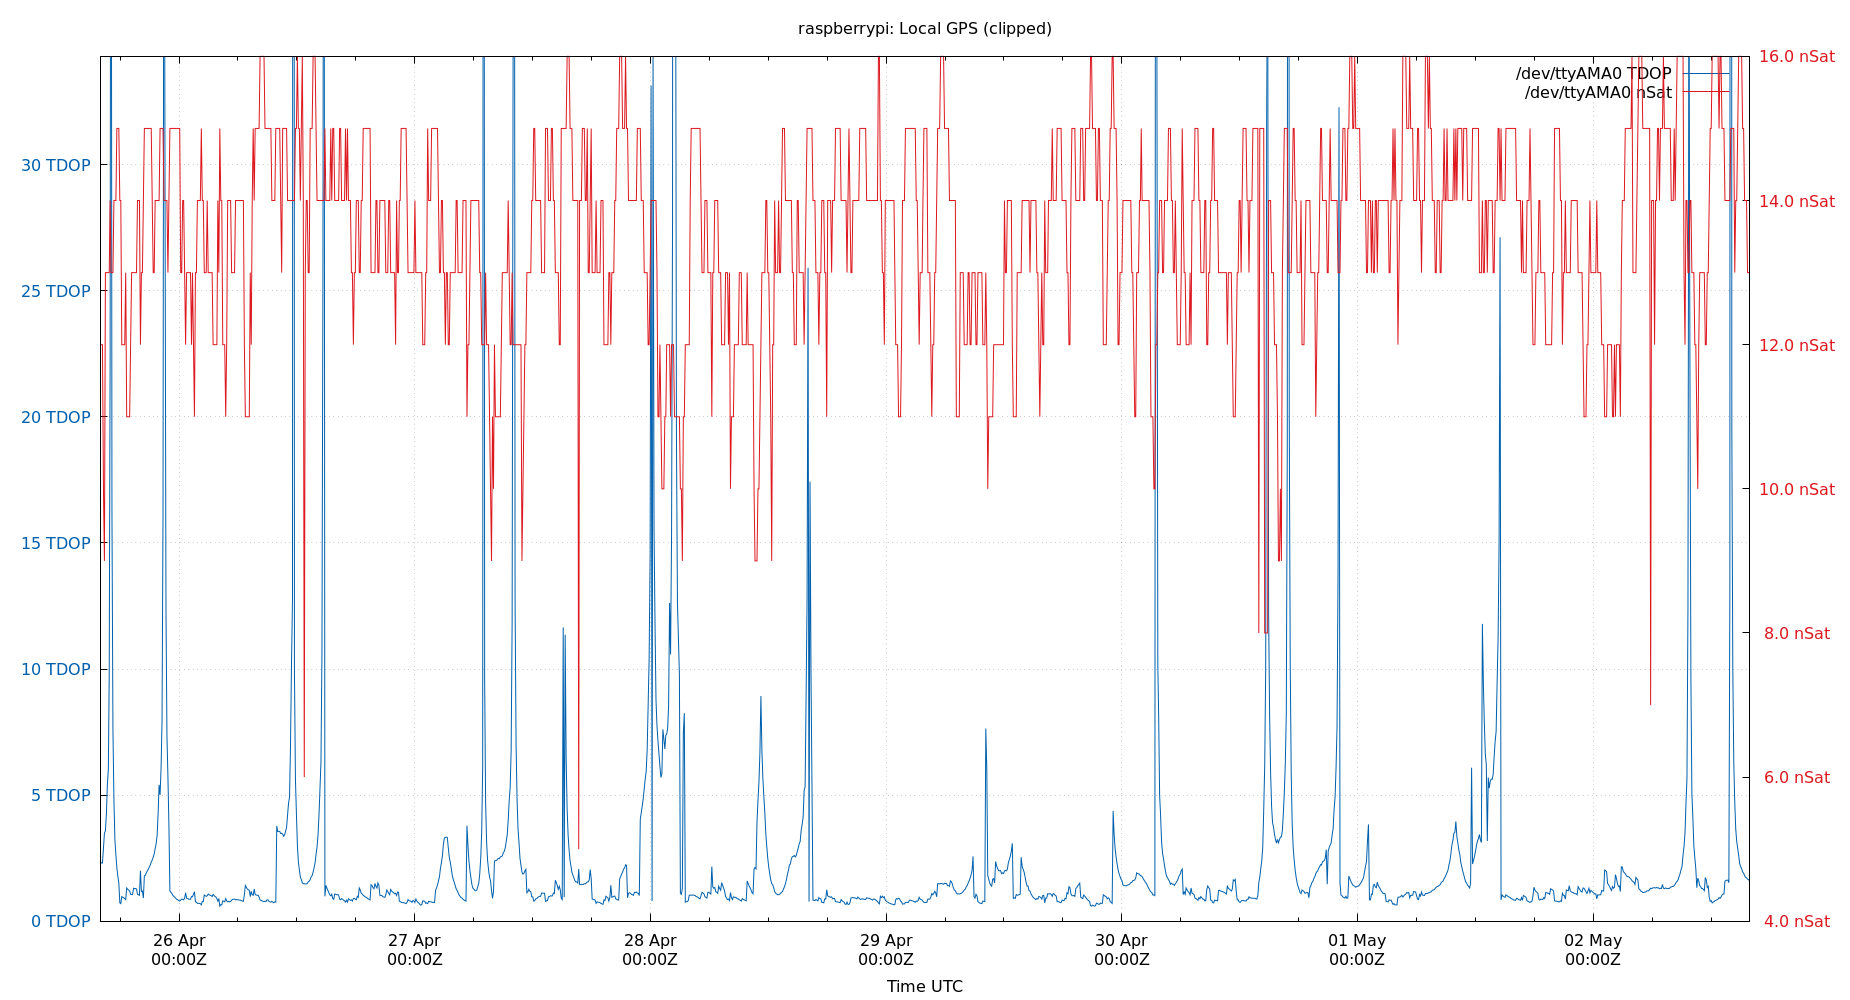 raspberrypi: Local GPS (clipped)
16.0 nSat
/dev/ttyAMA0 TDOP
/dev/ttyAMA0 nSat
30 TDOP
14.0 nSat
25 TDOP
12.0 nSat
20 TDOP
10.0 nSat
15 TDOP
8.0 nSat
10 TDOP
6.0 nSat
5 TDOP
0 TDOP
4.0 nSat
26 Apr 27 Apr 28 Apr 29 Apr 30 Apr 01 May 02 May
00:00Z 00:00Z 00:00Z 00:00Z 00:00Z 00:00Z 00:00Z
Time UTC